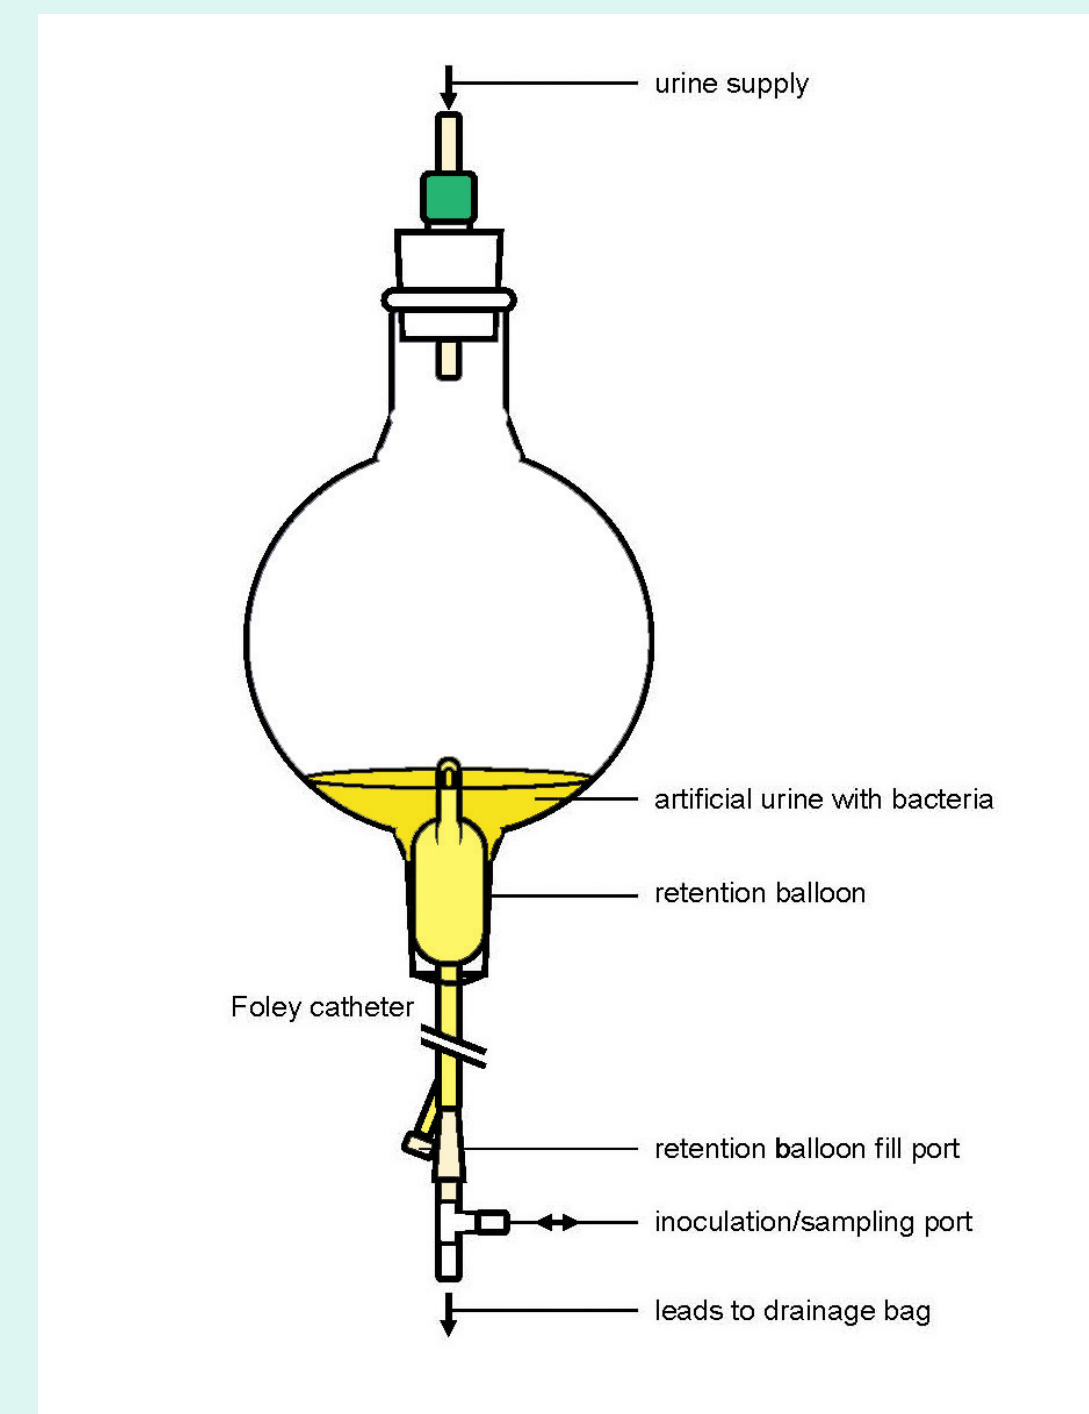 urine supply
artificial urine with bacteria
retention balloon
Foley catheter
retention balloon fill port
inoculation/sampling port
leads to drainage bag